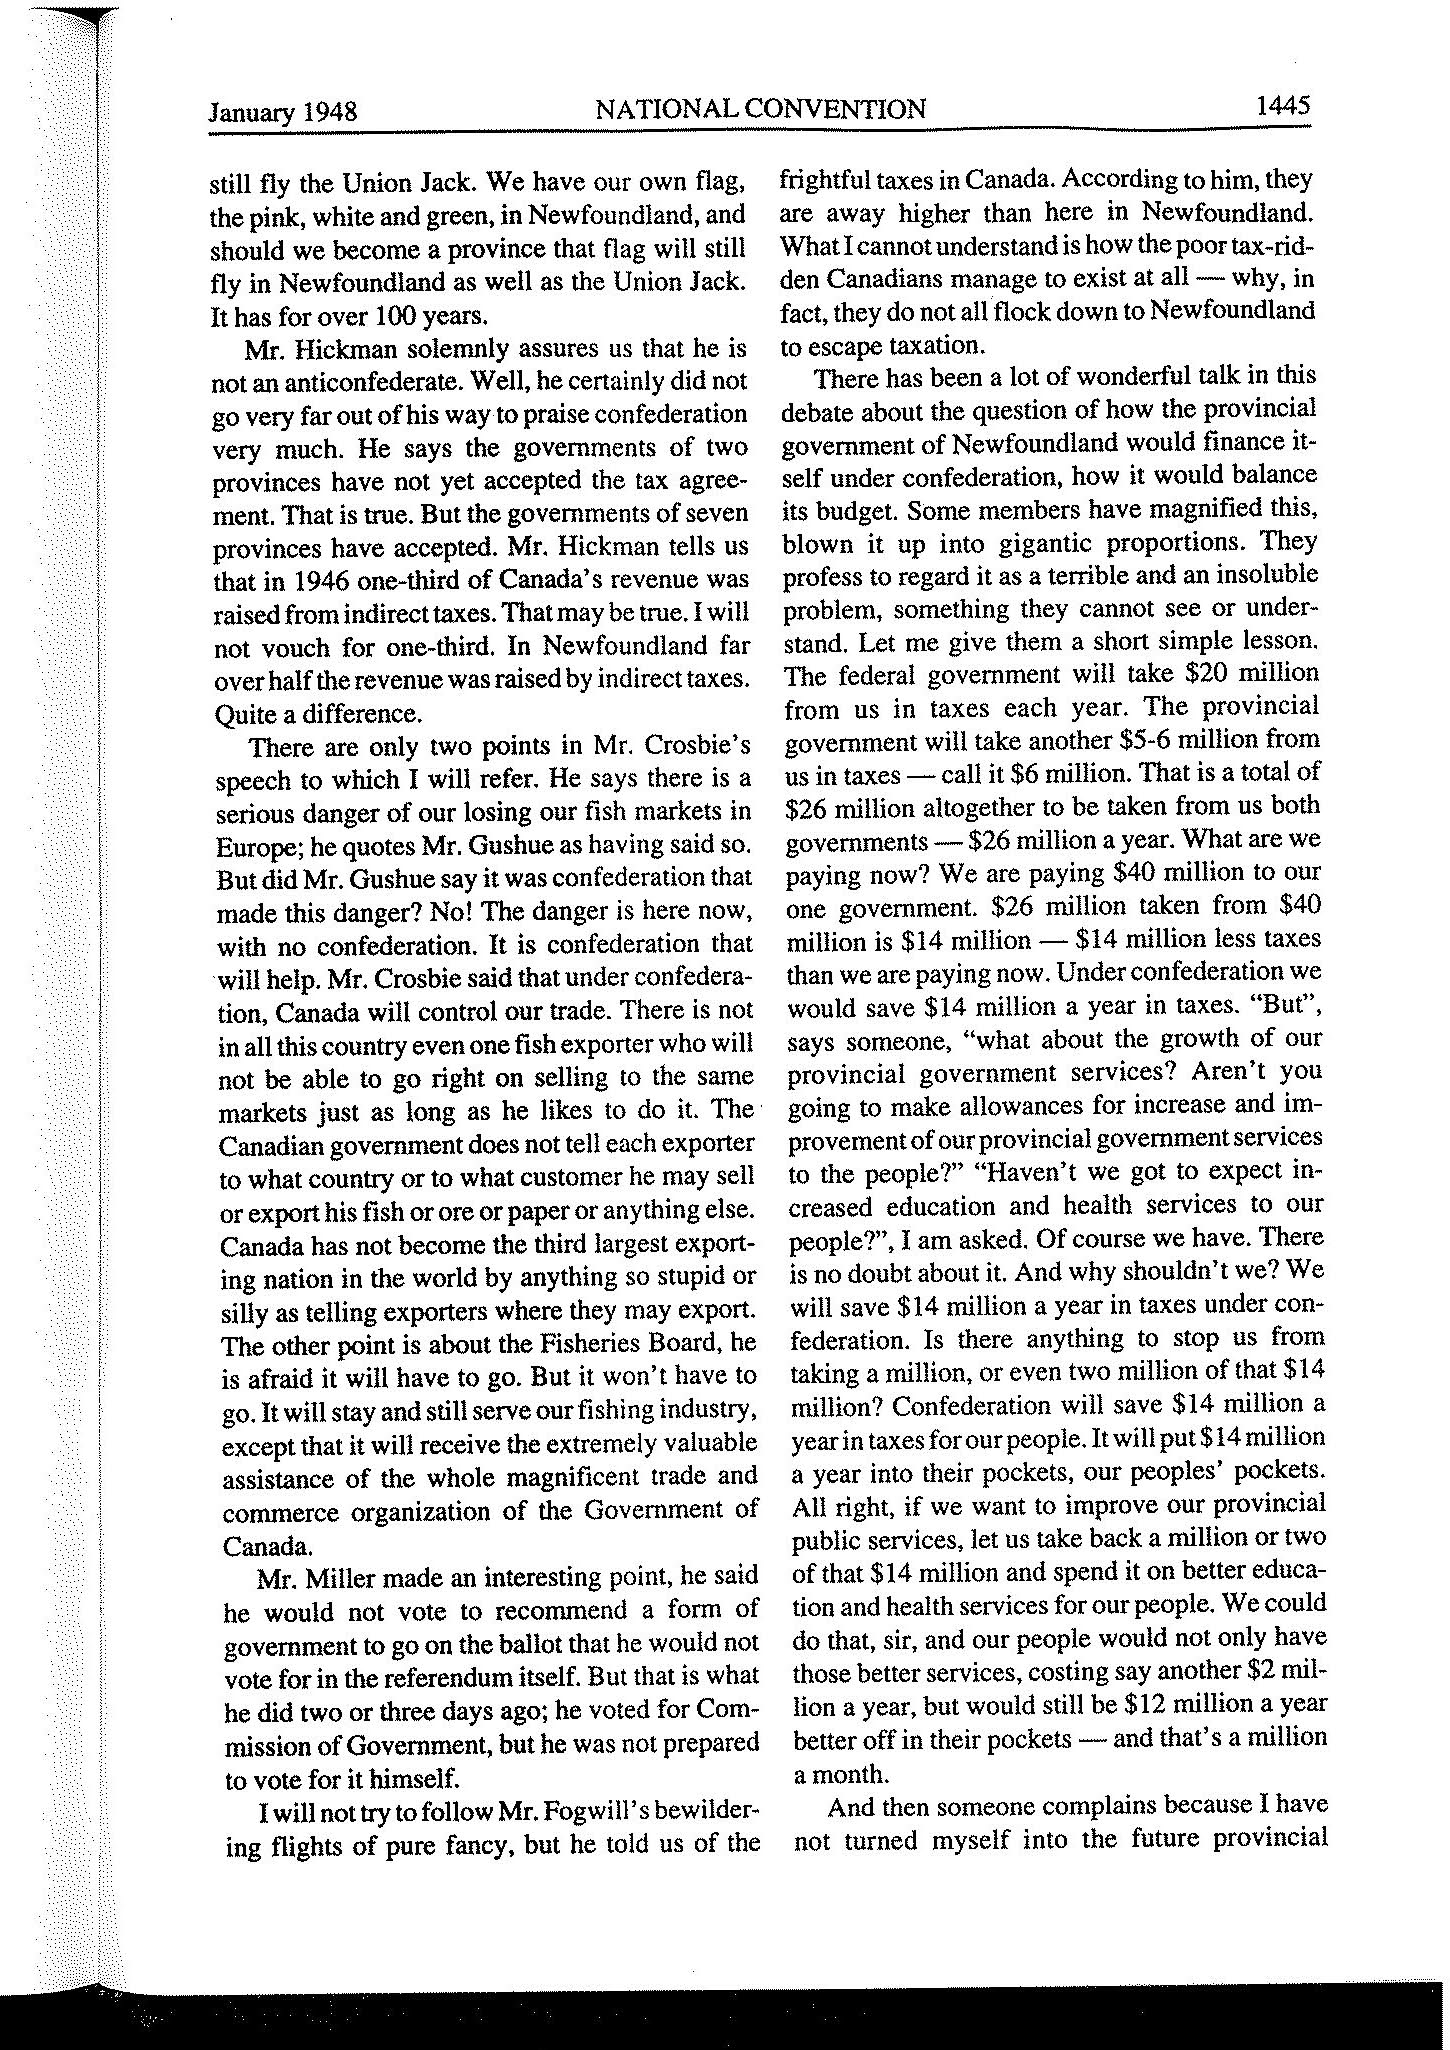 January 1948
NATIONAL CONVENTION
1445
still fly the Union Jack. We have our own flag,
the pink, white and green, in Newfoundland, and
should we become a province that flag will still
fly in Newfoundland as well as the Union Jack.
It has for over 100 years.
Mr. Hickman solemnly assures us that he is
not an anticonfederate. Well, he certainly did not
go very far out of his way to praise confederation
very much. He says the governments of two
provinces have not yet accepted the tax agree-
ment. That is true. But the governments of seven
provinces have accepted. Mr. Hickman tells us
that in 1946 one-third of Canada's revenue was
raised from indirect taxes. That may be true. I will
not vouch for one-third. In Newfoundland far
over half the revenue was raised by indirect taxes.
Quite a difference.
There are only two points in Mr. Crosbie's
speech to which I will refer. He says there is a
serious danger of our losing our fish markets in
Europe; he quotes Mr. Gushue as having said so.
But did Mr. Gushue say it was confederation that
made this danger? No! The danger is here now,
with no confederation. It is confederation that
will help. Mr. Crosbie said that under confedera-
tion, Canada will control our trade. There is not
in all this country even one fish exporter who will
not be able to go right on selling to the same
markets just as long as he likes to do it. The
Canadian government does not tell each exporter
to what country or to what customer he may sell
or export his fish or ore or paper or anything else.
Canada has not become the third largest export-
ing nation in the world by anything so stupid or
silly as telling exporters where they may export.
The other point is about the Fisheries Board, he
is afraid it will have to go. But it won't have to
go. It will stay and still serve our fishing industry,
except that it will receive the extremely valuable
assistance of the whole magnificent trade and
commerce organization of the Government of
Canada.
Mr. Miller made an interesting point, he said
he would not vote to recommend a form of
government to go on the ballot that he would not
vote for in the referendum itself. But that is what
he did two or three days ago; he voted for Com-
mission of Government, but he was not prepared
to vote for it himself.
I will not try to follow Mr. Fogwill's bewilder-
ing flights of pure fancy, but he told us of the
frightful taxes in Canada. According to him, they
are away higher than here in Newfoundland.
What I cannot understand is how the poor tax-rid-
den Canadians manage to exist at all — why, in
fact, they do not all flock down to Newfoundland
to escape taxation.
There has been a lot of wonderful talk in this
debate about the question of how the provincial
government of Newfoundland would finance it-
self under confederation, how it would balance
its budget. Some members have magnified this,
blown it up into gigantic proportions. They
profess to regard it as a terrible and an insoluble
problem, something they cannot see or under-
stand. Let me give them a short simple lesson.
The federal government will take $20 million
from us in taxes each year. The provincial
government will take another $5-6 million from
us in taxes — call it $6 million. That is a total of
$26 million altogether to be taken from us both
governments — $26 million a year. What are we
paying now? We are paying $40 million to our
one government. $26 million taken from $40
million is $14 million — $14 million less taxes
than we are paying now. Under confederation we
would save $14 million a year in taxes. “But”,
says someone, “what about the growth of our
provincial government services? Aren't you
going to make allowances for increase and im-
provement of our provincial government services
to the people?” “Haven't we got to expect in-
creased education and health services to our
people?”, I am asked. Of course we have. There
is no doubt about it. And why shouldn't we? We
will save $14 million a year in taxes under con-
federation. Is there anything to stop us from
taking a million, or even two million of that $14
million? Confederation will save $14 million a
year in taxes for our people. It will put $14 million
a year into their pockets, our peoples' pockets.
All right, if we want to improve our provincial
public services, let us take back a million or two
of that $14 million and spend it on better educa-
tion and health services for our people. We could
do that, sir, and our people would not only have
those better services, costing say another $2 mil-
lion a year, but would still be $12 million a year
better off in their pockets — and that's a million
a month.
And then someone complains because I have
not turned myself into the future provincial